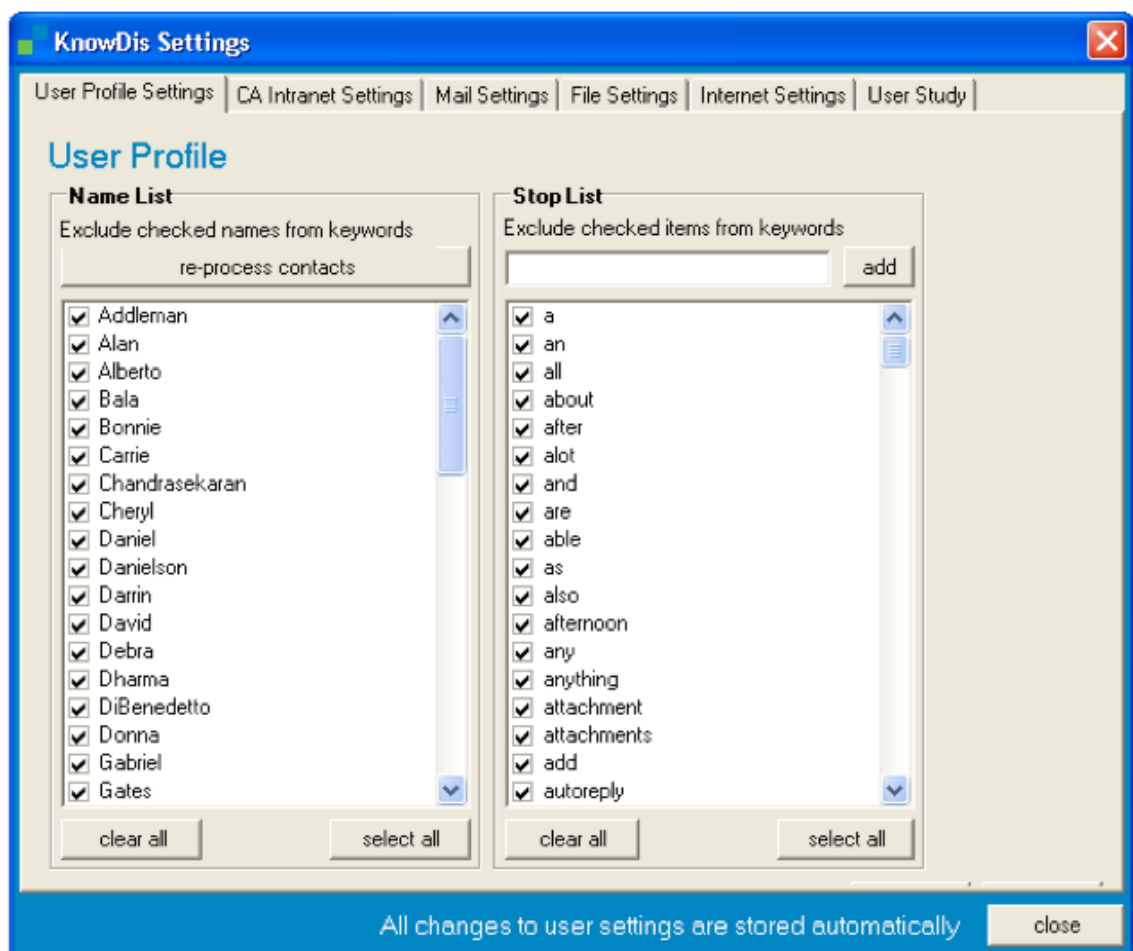 KnowDis Settings
User Profile Settings CA Intranet Settings Mail Settings File Settings Internet Settings User Study
User Profile
Name List
Exclude checked names from keywords
re-process contacts
Addleman
Alan
Alberto
Bala
Bonnie
Carrie
Chandrasekaran
Cheryl
Daniel
Danielson
Darrin
David
Debra
Dharma
DiBenedetto
Donna
Gabriel
Gates
clear all select all
Stop List
Exclude checked items from keywords
add
a
an
all
about
after
alot
and
are
able
as
also
afternoon
any
anything
attachment
attachments
add
autoreply
clear all select all
All changes to user settings are stored automatically close